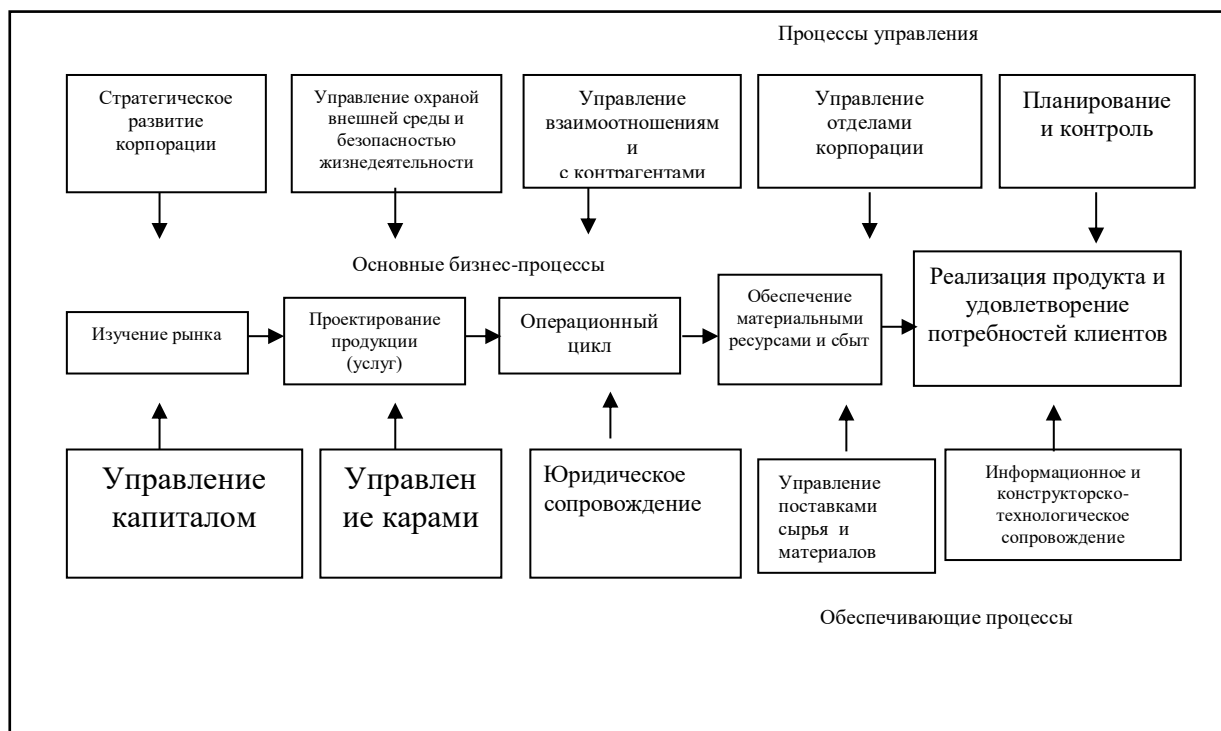 Процессы управления
Стратегическое
развитие
корпорации
Управление охраной
внешней среды и
безопасностью
жизнедеятельности
Управление
взаимоотношениям
и
с контрагентами
Управление
отделами
корпорации
Планирование
и контроль
Основные бизнес-процессы
Изучение рынка
Проектирование
продукции
(услуг)
Операционный
цикл
Обеспечение
материальными
ресурсами и сбыт
Реализация продукта и
удовлетворение
потребностей клиентов
Управление
капиталом
Управлен
ие карами
Юридическое
сопровождение
Управление
поставками
сырья и
материалов
Информационное и
конструкторско-
технологическое
сопровождение
Обеспечивающие процессы